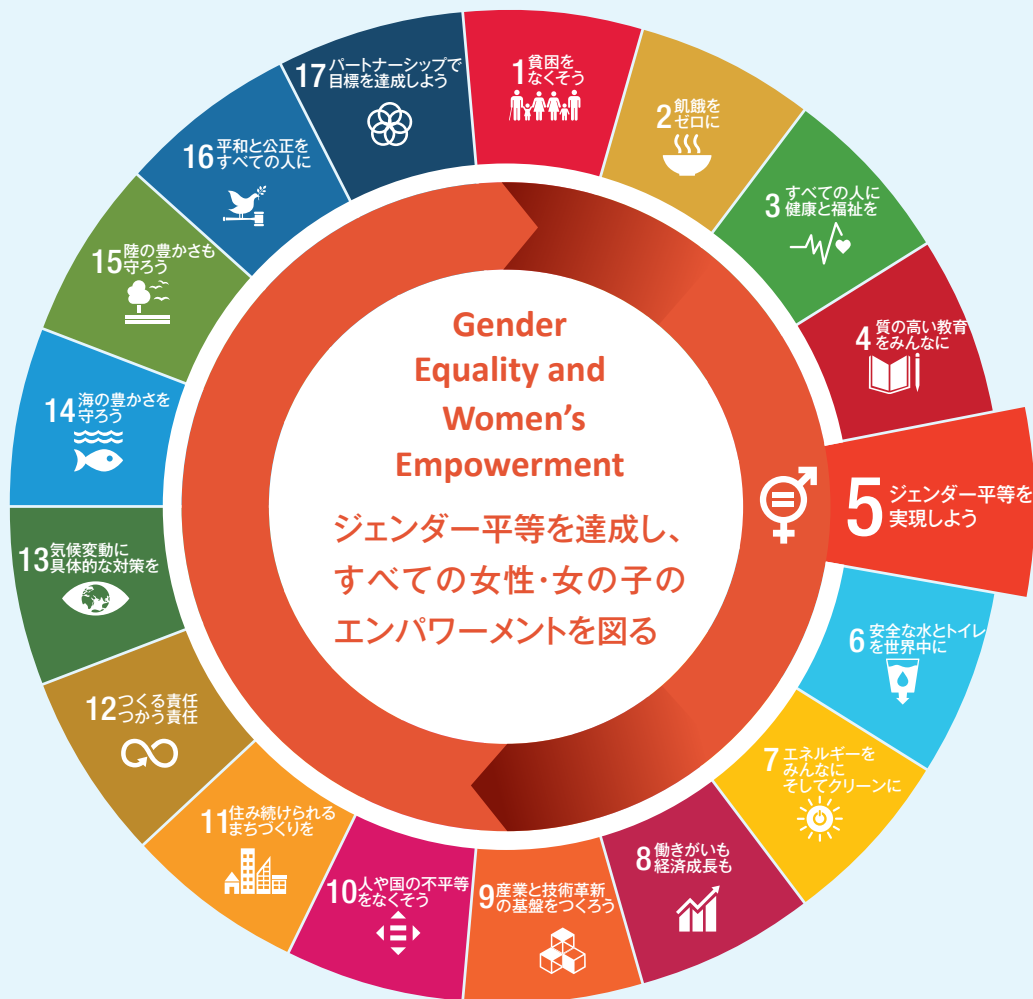 1 貧困を
なくそう
2 飢餓を
ゼロに
3 すべての人に
健康と福祉を
4 質の高い教育
をみんなに
5 ジェンダー平等を
実現しよう
6 安全な水とトイレ
を世界中に
7 エネルギーを
みんなに
そしてクリーンに
8 働きがいも
経済成長も
9 産業と技術革新
の基盤をつくろう
10 人や国の不平等
をなくそう
11 住み続けられる
まちづくりを
12 つくる責任
つかう責任
13 気候変動に
具体的な対策を
14 海の豊かさを
守ろう
15 陸の豊かさも
守ろう
16 平和と公正を
すべての人に
17 パートナーシップで
目標を達成しよう
Gender
Equality and
Women's
Empowerment
ジェンダー平等を達成し、
すべての女性・女の子の
エンパワーメントを図る